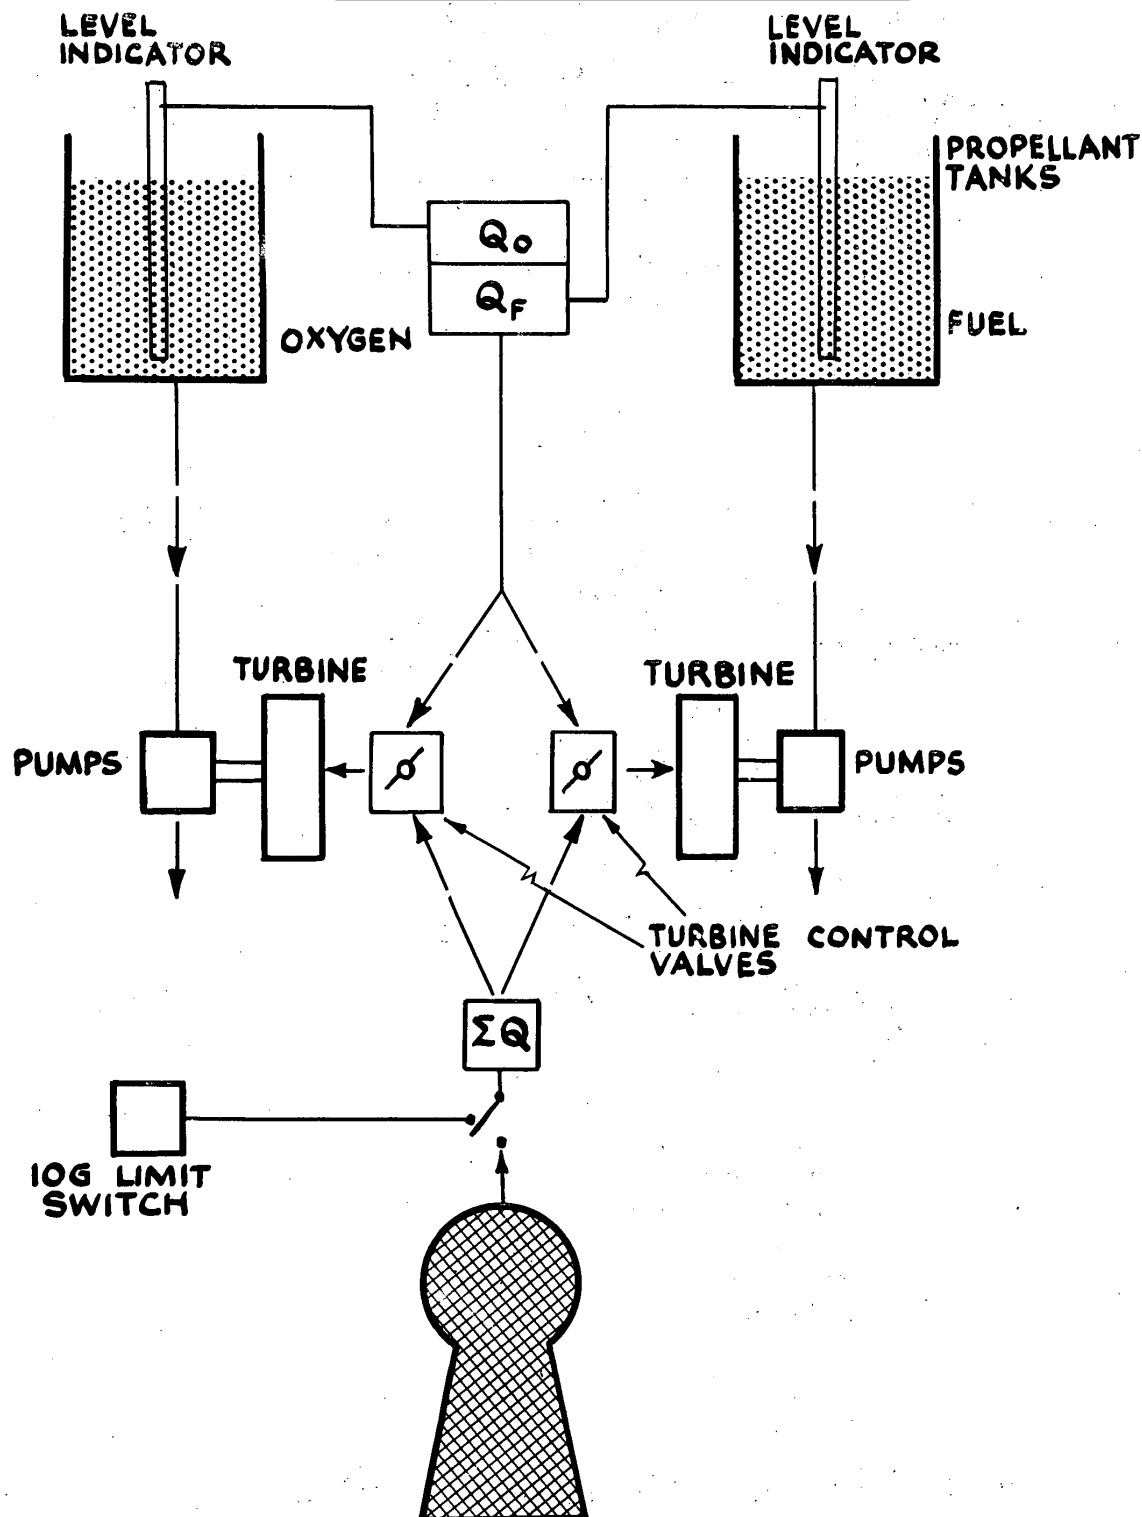 LEVEL
INDICATOR
LEVEL
INDICATOR
PROPELLANT
TANKS
Qo
QF
OXYGEN
FUEL
TURBINE
TURBINE
PUMPS
PUMPS
TURBINE CONTROL
VALVES
ΣQ
10G LIMIT
SWITCH